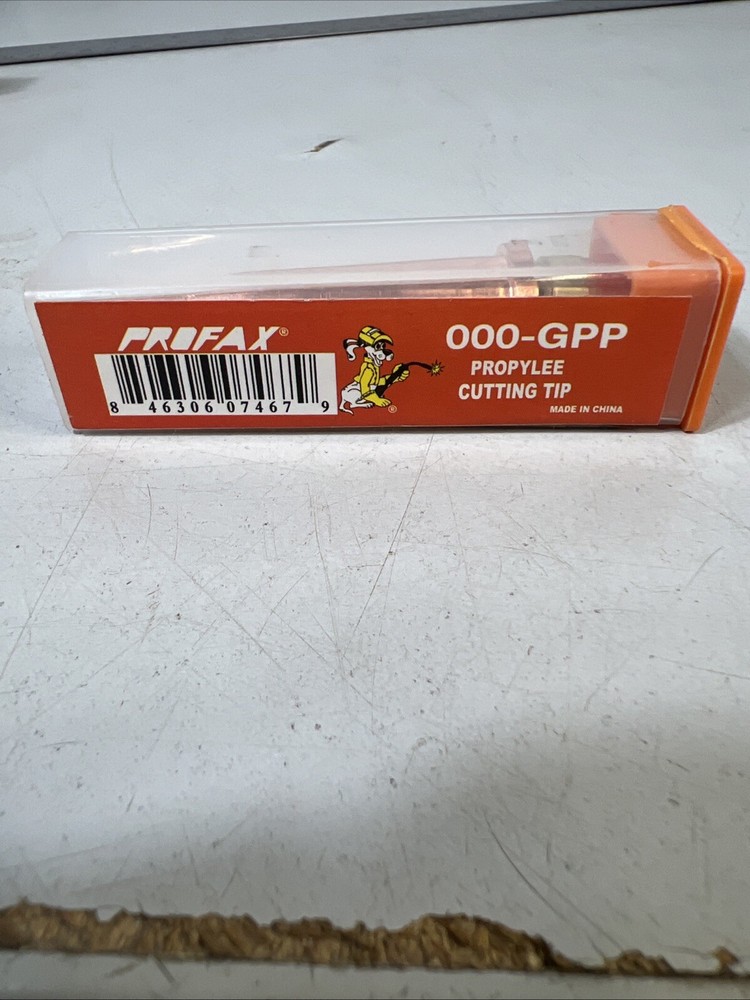 PROFAX®
8 46306 07467 9
®
000-GPP
PROPYLEE
CUTTING TIP
MADE IN CHINA